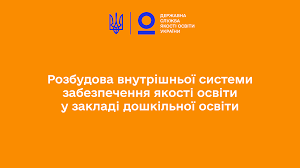 ДЕРЖАВНА
СЛУЖБА
ЯКОСТІ ОСВІТИ
УКРАЇНИ
Розбудова внутрішньої системи
забезпечення якості освіти
у закладі дошкільної освіти